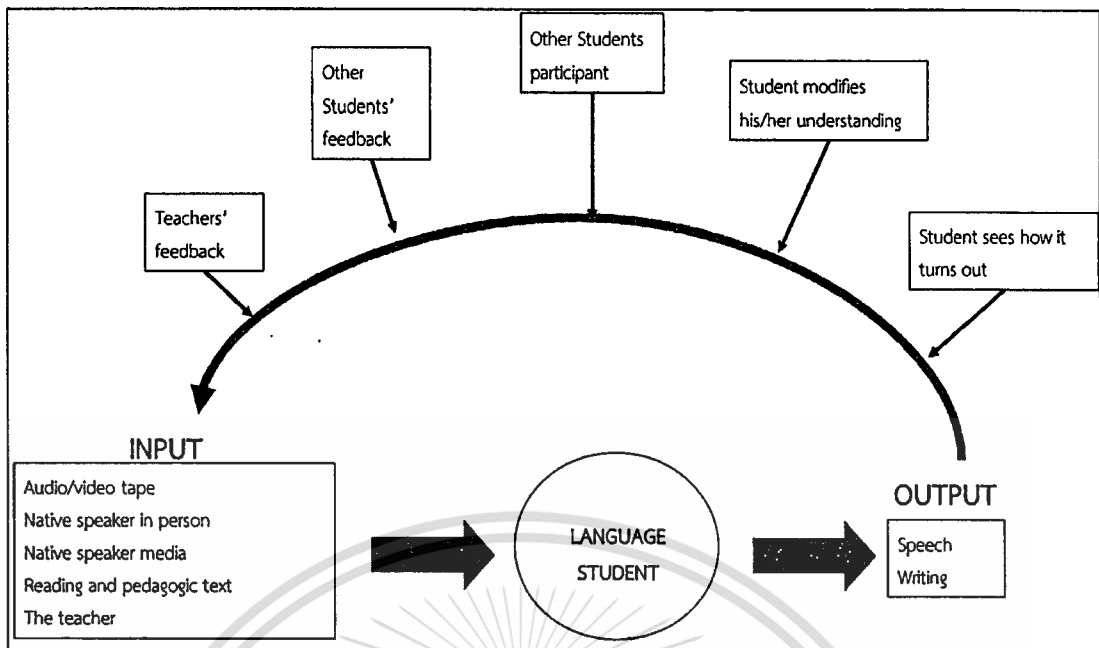 Other Students
participant
Other
Students'
feedback
Student modifies
his/her understanding
Teachers'
feedback
Student sees how it
turns out
INPUT
Audio/video tape
Native speaker in person
Native speaker media
Reading and pedagogic text
The teacher
LANGUAGE
STUDENT
OUTPUT
Speech
Writing